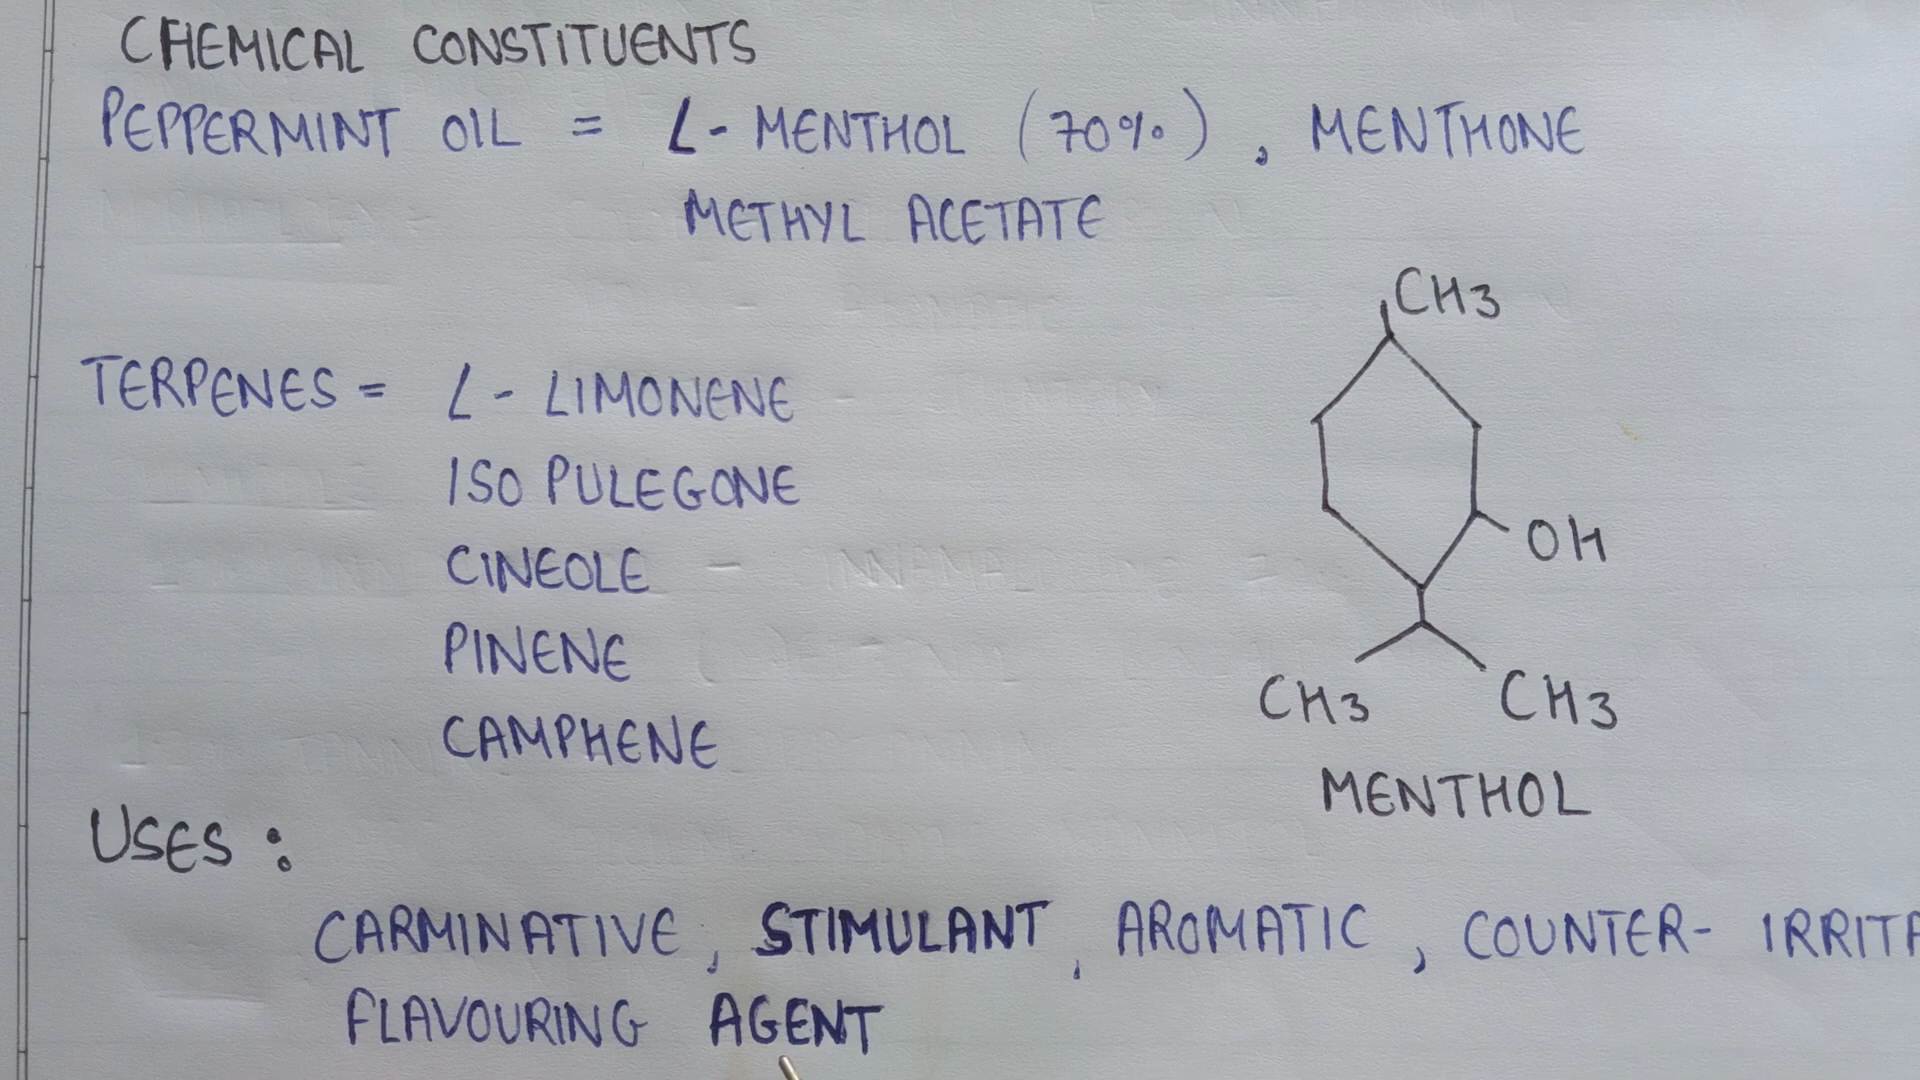 CHEMICAL CONSTITUENTS
PEPPERMINT OIL = L- MENTHOL (70%), MENTHONE
METHYL ACETATE
TERPENES = L - LIMONENE
ISO PULEGONE
CINEOLE
PINENE
CAMPHENE
CH3
OH
CH3 CH3
MENTHOL
USES :
CARMINATIVE, STIMULANT, AROMATIC, COUNTER- IRRITA
FLAVOURING AGENT